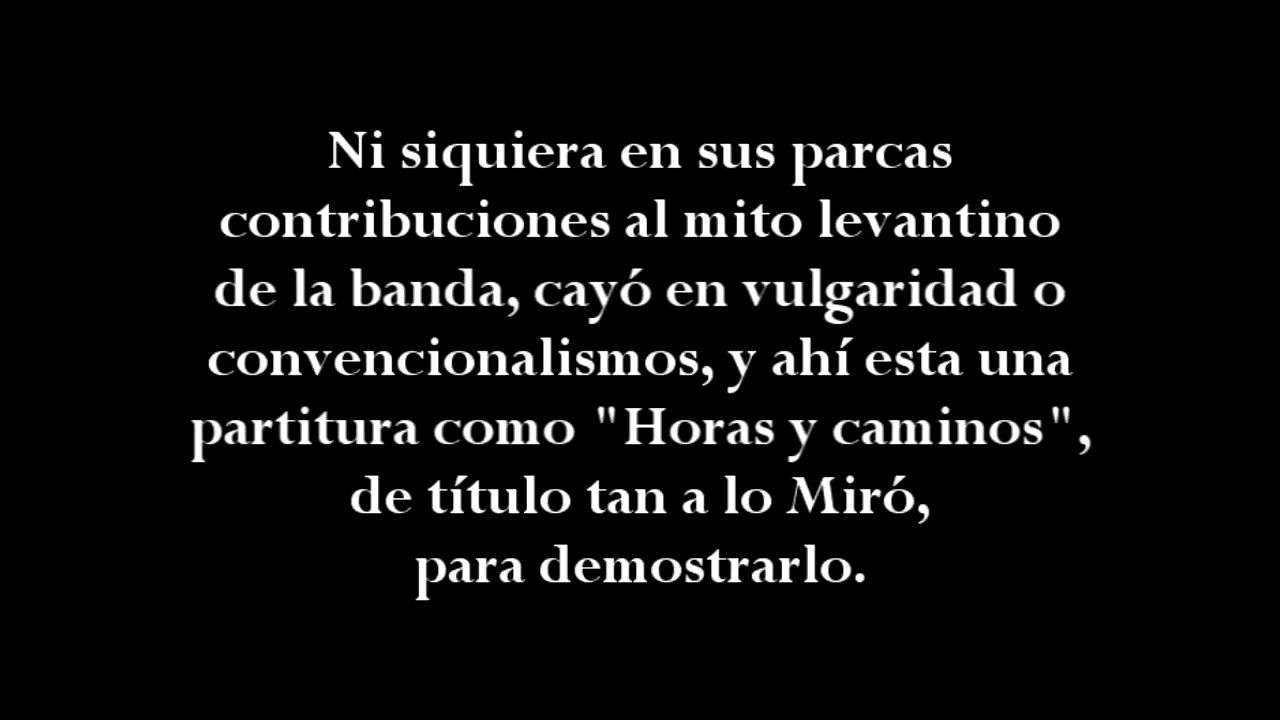 Ni siquiera en sus parcas
contribuciones al mito levantino
de la banda, cayó en vulgaridad o
convencionalismos, y ahí esta una
partitura como "Horas y caminos",
de título tan a lo Miró,
para demostrarlo.